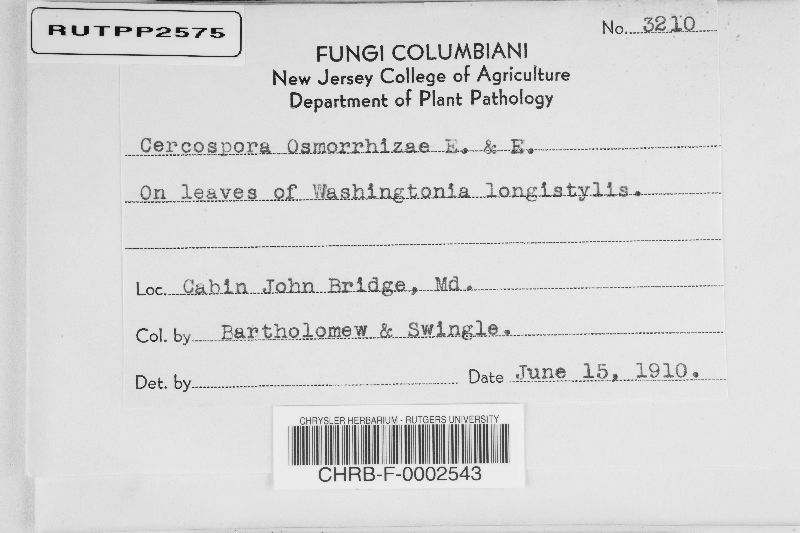 RUTPP2575
No. 3210
FUNGI COLUMBIANI
New Jersey College of Agriculture
Department of Plant Pathology
Cercospora Osmorrhizae E. & E.
On leaves of Washingtonia longistylis.
Loc. Cabin John Bridge, Md.
Col. by Bartholomew & Swingle.
Det. by
Date June 15, 1910.
CHRYSLER HERBARIUM - RUTGERS UNIVERSITY
CHRB-F-0002543